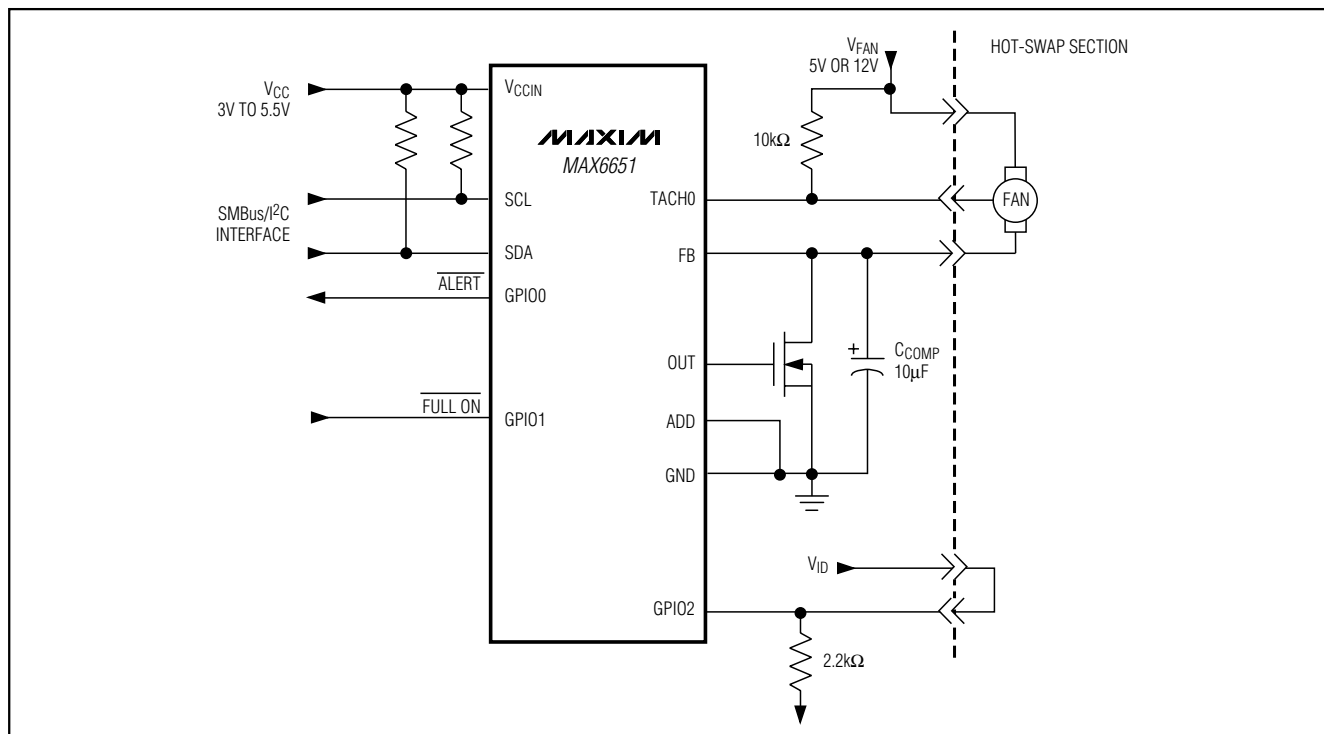 VFAN
5V OR 12V
HOT-SWAP SECTION
VCC
3V TO 5.5V
VCCIN
MAXIM
MAX6651
10kΩ
SCL
TACH0
FAN
SMBus/I²C
INTERFACE
SDA
FB
ALERT
GPIO0
OUT
CCOMP
10µF
+
FULL ON
GPIO1
ADD
GND
VID
GPIO2
2.2kΩ